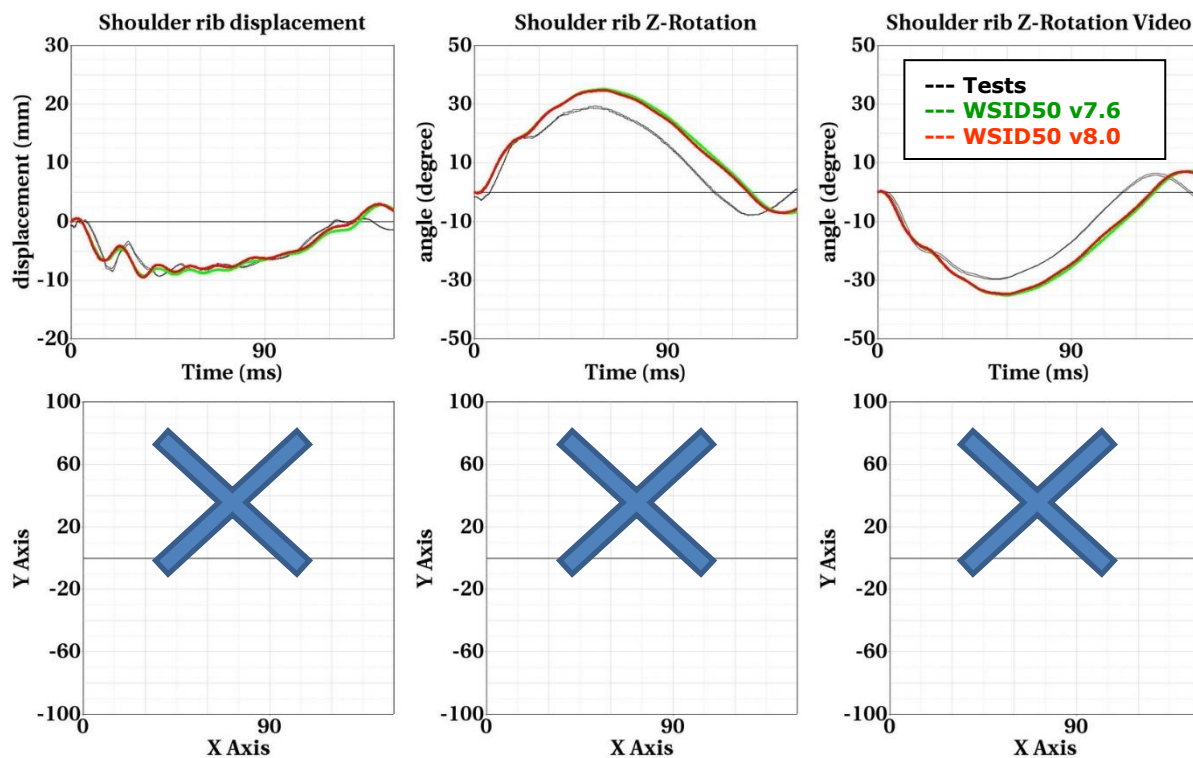 Shoulder rib displacement
30
20
10
0
-10
-20
0
90
displacement (mm)
Time (ms)
Shoulder rib Z-Rotation
50
30
10
-10
-30
-50
0
90
angle (degree)
Time (ms)
Shoulder rib Z-Rotation Video
50
30
10
-10
-30
-50
0
90
angle (degree)
Time (ms)
--- Tests
--- WSID50 v7.6
--- WSID50 v8.0
100
60
20
-20
-60
-100
0
90
Y Axis
X Axis
100
60
20
-20
-60
-100
0
90
Y Axis
X Axis
100
60
20
-20
-60
-100
0
90
Y Axis
X Axis